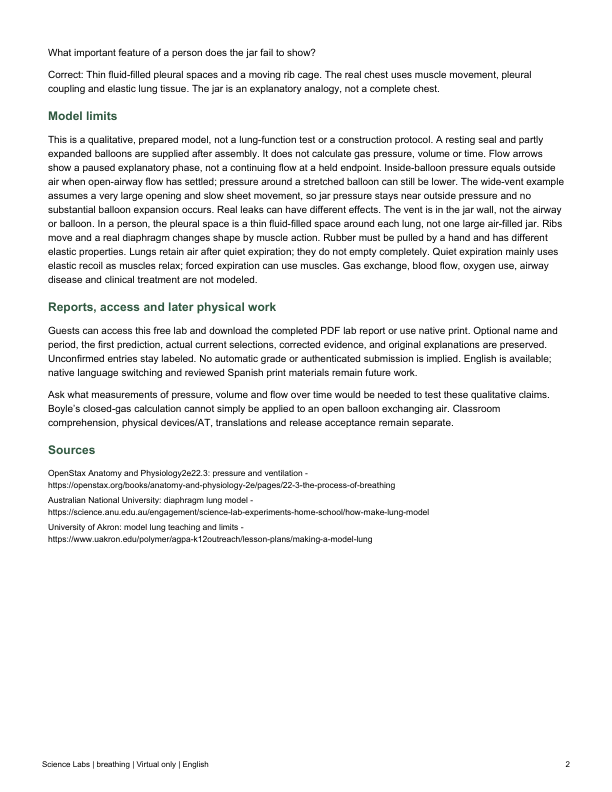 What important feature of a person does the jar fail to show?
Correct: Thin fluid-filled pleural spaces and a moving rib cage. The real chest uses muscle movement, pleural
coupling and elastic lung tissue. The jar is an explanatory analogy, not a complete chest.
Model limits
This is a qualitative, prepared model, not a lung-function test or a construction protocol. A resting seal and partly
expanded balloons are supplied after assembly. It does not calculate gas pressure, volume or time. Flow arrows
show a paused explanatory phase, not a continuing flow at a held endpoint. Inside-balloon pressure equals outside
air when open-airway flow has settled; pressure around a stretched balloon can still be lower. The wide-vent example
assumes a very large opening and slow sheet movement, so jar pressure stays near outside pressure and no
substantial balloon expansion occurs. Real leaks can have different effects. The vent is in the jar wall, not the airway
or balloon. In a person, the pleural space is a thin fluid-filled space around each lung, not one large air-filled jar. Ribs
move and a real diaphragm changes shape by muscle action. Rubber must be pulled by a hand and has different
elastic properties. Lungs retain air after quiet expiration; they do not empty completely. Quiet expiration mainly uses
elastic recoil as muscles relax; forced expiration can use muscles. Gas exchange, blood flow, oxygen use, airway
disease and clinical treatment are not modeled.
Reports, access and later physical work
Guests can access this free lab and download the completed PDF lab report or use native print. Optional name and
period, the first prediction, actual current selections, corrected evidence, and original explanations are preserved.
Unconfirmed entries stay labeled. No automatic grade or authenticated submission is implied. English is available;
native language switching and reviewed Spanish print materials remain future work.
Ask what measurements of pressure, volume and flow over time would be needed to test these qualitative claims.
Boyle's closed-gas calculation cannot simply be applied to an open balloon exchanging air. Classroom
comprehension, physical devices/AT, translations and release acceptance remain separate.
Sources
OpenStax Anatomy and Physiology2e22.3: pressure and ventilation -
https://openstax.org/books/anatomy-and-physiology-2e/pages/22-3-the-process-of-breathing
Australian National University: diaphragm lung model -
https://science.anu.edu.au/engagement/science-lab-experiments-home-school/how-make-lung-model
University of Akron: model lung teaching and limits -
https://www.uakron.edu/polymer/agpa-k12outreach/lesson-plans/making-a-model-lung
Science Labs | breathing | Virtual only | English
2